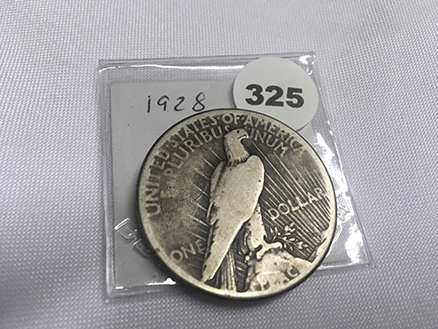 1928
325
UNITED STATES OF AMERICA
E PLURIBUS UNUM
ONE DOLLAR
PEACE